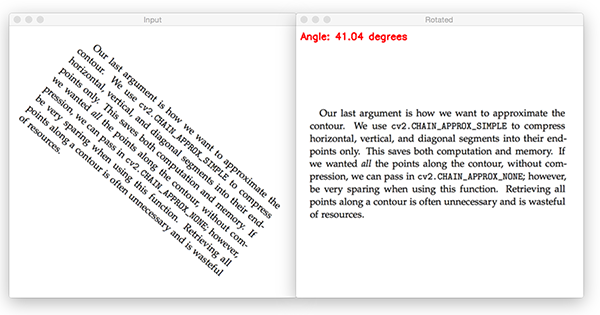 Input
Our last argument is how we want to approximate the
contour. We use cv2.CHAIN_APPROX_SIMPLE to compress
horizontal, vertical, and diagonal segments into their end-
points only. This saves both computation and memory. If
we wanted all the points along the contour, without com-
pression, we can pass in cv2.CHAIN_APPROX_NONE; however,
be very sparing when using this function. Retrieving all
points along a contour is often unnecessary and is wasteful
of resources.
Rotated
Angle: 41.04 degrees
Our last argument is how we want to approximate the
contour. We use cv2.CHAIN_APPROX_SIMPLE to compress
horizontal, vertical, and diagonal segments into their end-
points only. This saves both computation and memory. If
we wanted all the points along the contour, without com-
pression, we can pass in cv2.CHAIN_APPROX_NONE; however,
be very sparing when using this function. Retrieving all
points along a contour is often unnecessary and is wasteful
of resources.